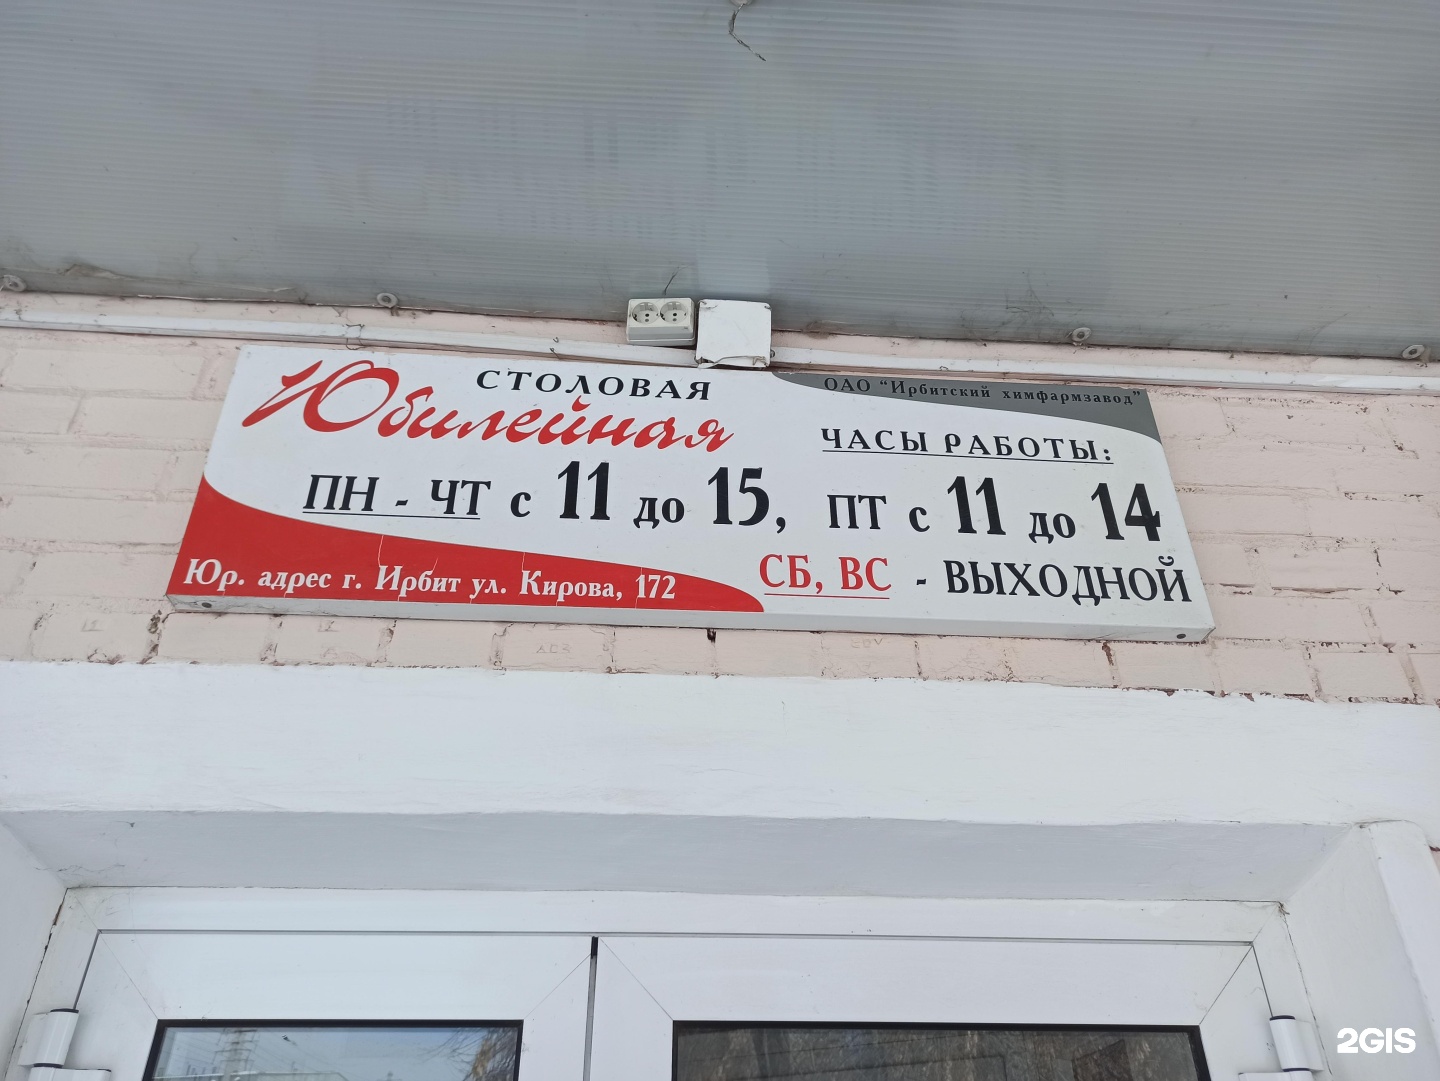 СТОЛОВАЯ
Юбилейная
ОАО "Ирбитский химфармзавод"
ЧАСЫ РАБОТЫ:
ПН - ЧТ с 11 до 15, ПТ с 11 до 14
СБ, ВС - ВЫХОДНОЙ
Юр. адрес г. Ирбит ул. Кирова, 172
2GIS